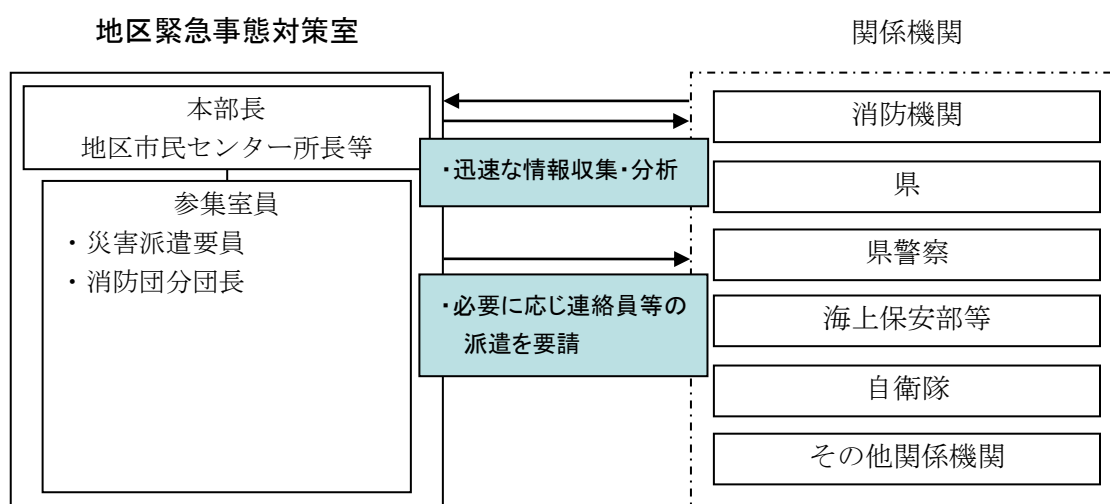 地区緊急事態対策室
本部長
地区市民センター所長等
参集室員
・災害派遣要員
・消防団分団長
・迅速な情報収集・分析
・必要に応じ連絡員等の
派遣を要請
関係機関
消防機関
県
県警察
海上保安部等
自衛隊
その他関係機関